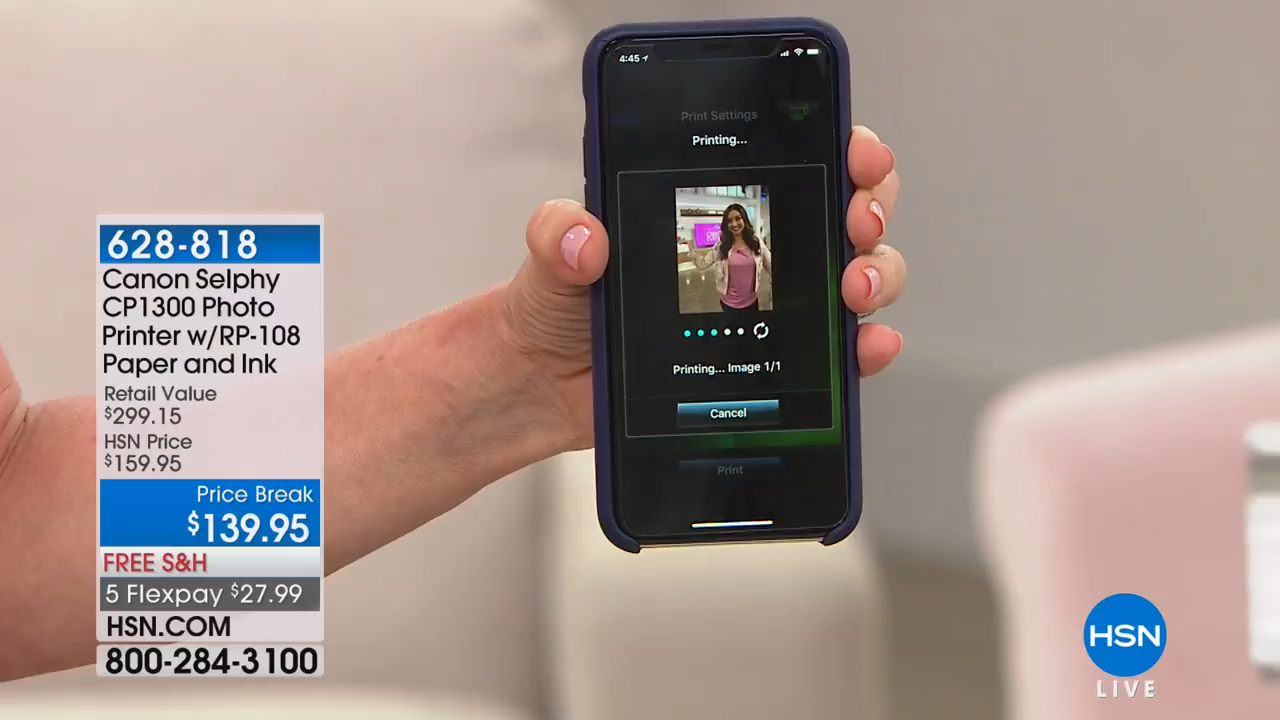 628-818
Canon Selphy
CP1300 Photo
Printer w/RP-108
Paper and Ink
Retail Value
$299.15
HSN Price
$159.95
Price Break
$139.95
FREE S&H
5 Flexpay $27.99
HSN.COM
800-284-3100
4:45
Print Settings
Printing...
Printing... Image 1/1
Cancel
Print
HSN
LIVE